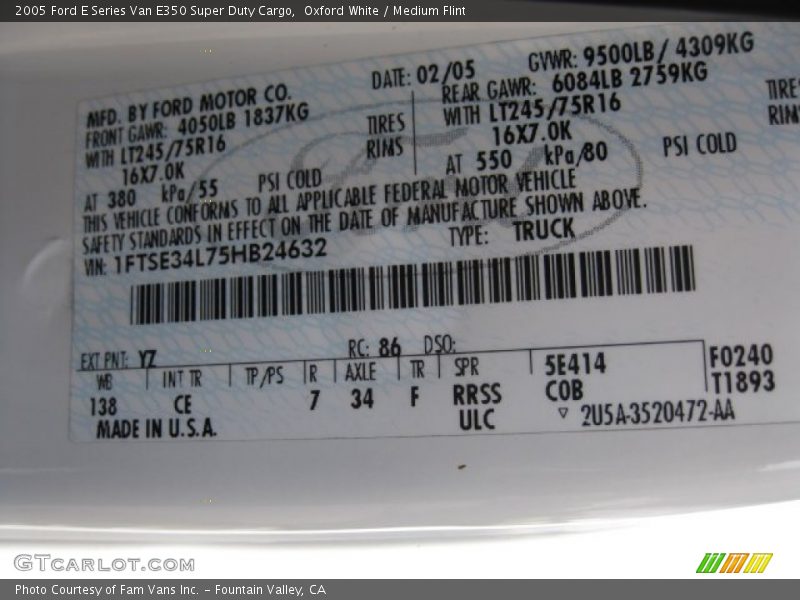 2005 Ford E Series Van E350 Super Duty Cargo,  Oxford White / Medium Flint
MFD. BY FORD MOTOR CO.
DATE: 02/05
GVWR: 9500LB / 4309KG
FRONT GAWR: 4050LB 1837KG
REAR GAWR: 6084LB 2759KG
WITH LT245/75R16 TIRES
WITH LT245/75R16 TIRES
16X7.0K RIMS
16X7.0K RIMS
AT 380 kPa/55 PSI COLD
AT 550 kPa/80 PSI COLD
THIS VEHICLE CONFORMS TO ALL APPLICABLE FEDERAL MOTOR VEHICLE
SAFETY STANDARDS IN EFFECT ON THE DATE OF MANUFACTURE SHOWN ABOVE.
VIN: 1FTSE34L75HB24632
TYPE: TRUCK
EXT PNT: YZ
RC: 86 DSO:
WB INT TR TP/PS R AXLE TR SPR
5E414
F0240
138 CE 7 34 F RRSS
COB
T1893
MADE IN U.S.A.
ULC
▽ 2U5A-3520472-AA
GTCARLOT.COM
Photo Courtesy of Fam Vans Inc. – Fountain Valley, CA